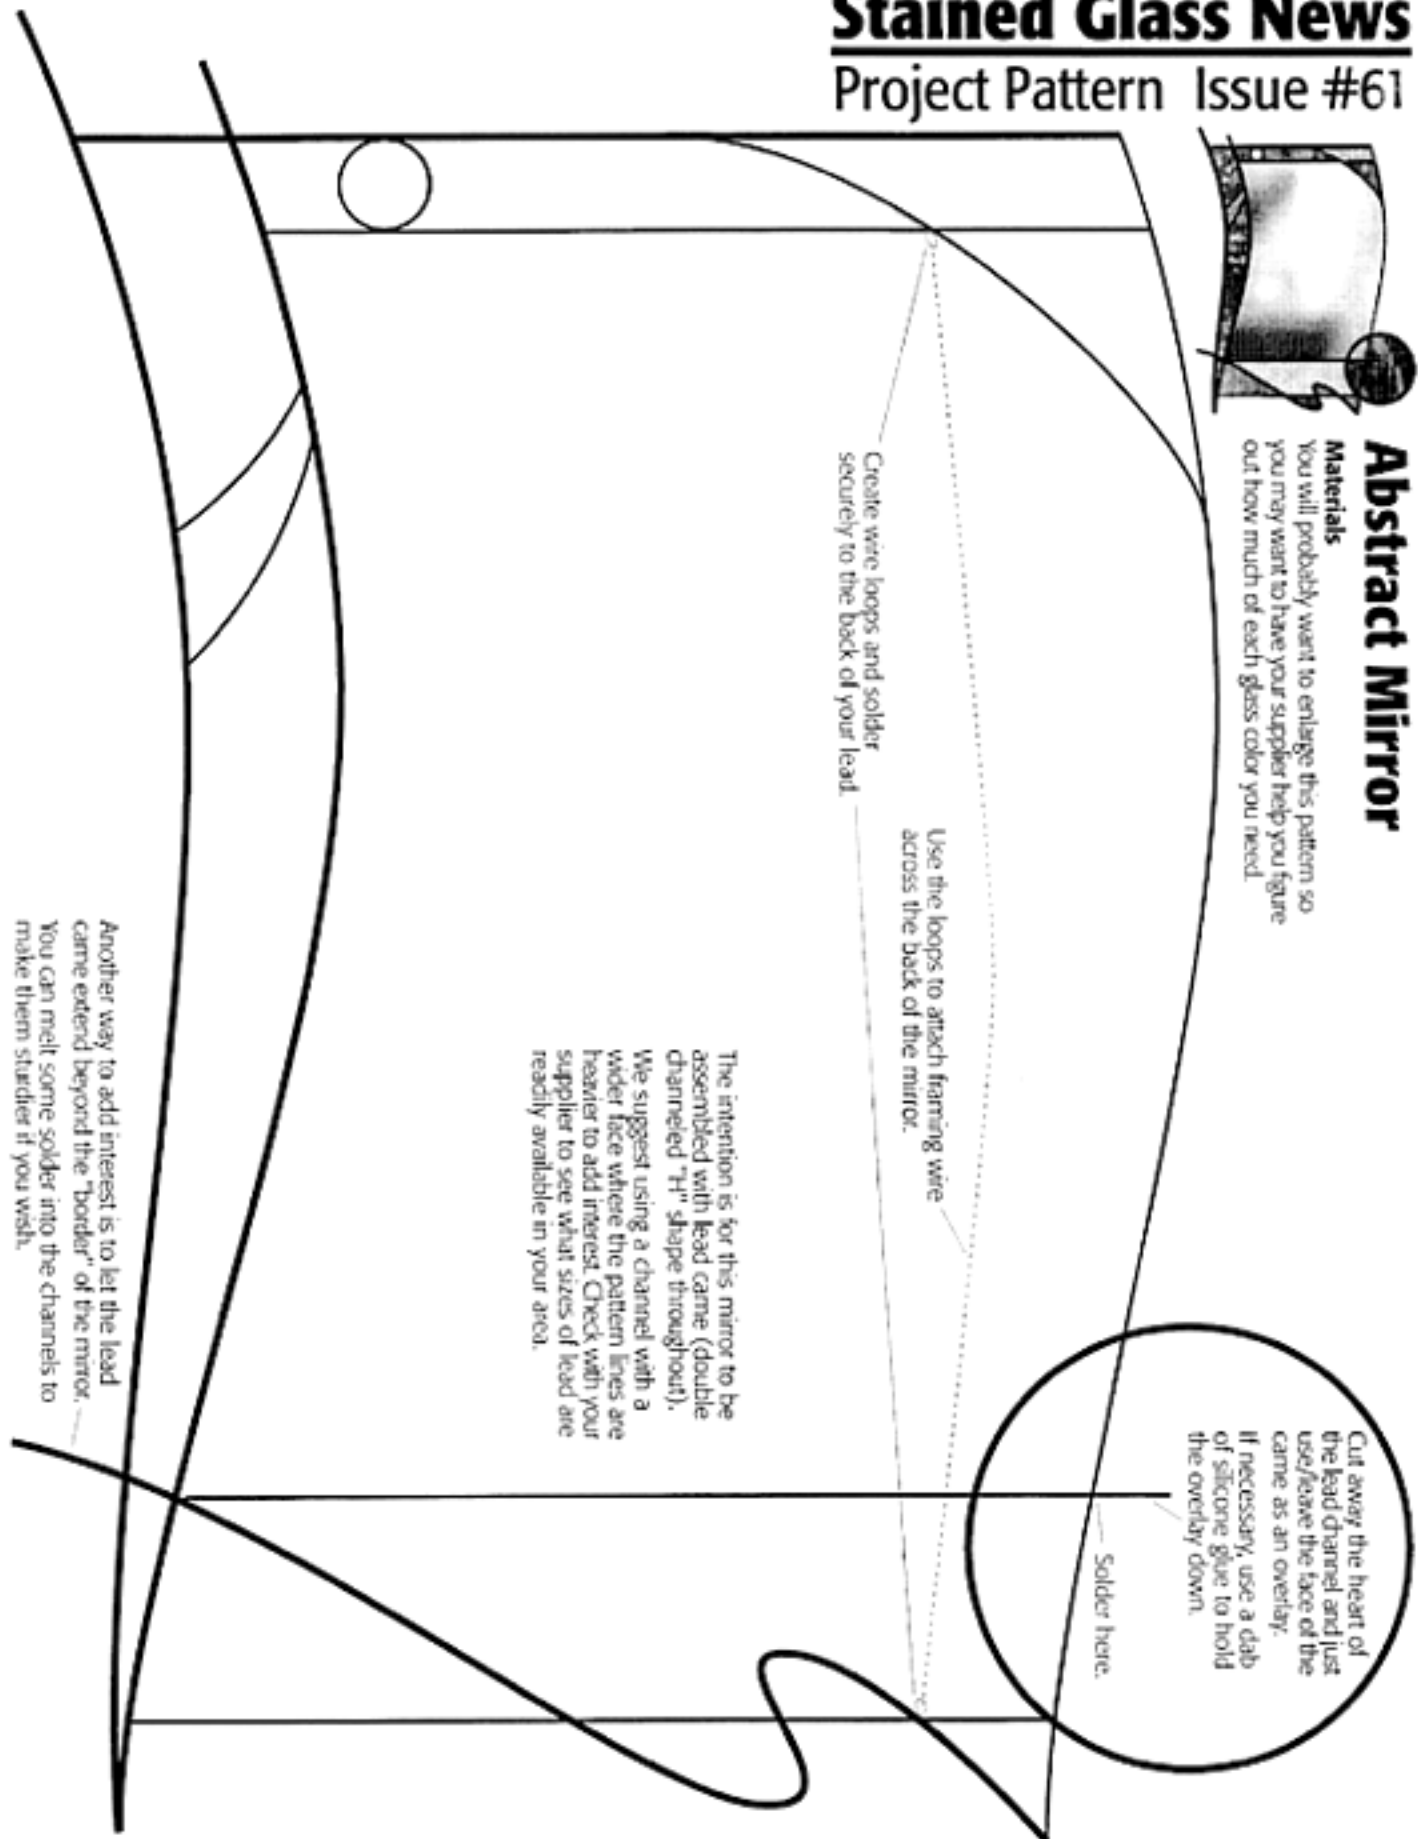 Stained Glass News
Project Pattern Issue #61
Abstract Mirror
Materials
You will probably want to enlarge this pattern so
you may want to have your supplier help you figure
out how much of each glass color you need.
Create wire loops and solder
securely to the back of your lead.
Use the loops to attach framing wire
across the back of the mirror.
The intention is for this mirror to be
assembled with lead came (double
channeled "H" shape throughout).
We suggest using a channel with a
wider face where the pattern lines are
heavier to add interest. Check with your
supplier to see what sizes of lead are
readily available in your area.
Cut away the heart of
the lead channel and just
use/leave the face of the
came as an overlay.
If necessary, use a dab
of silicone glue to hold
the overlay down.
Solder here.
Another way to add interest is to let the lead
came extend beyond the "border" of the mirror.
You can melt some solder into the channels to
make them sturdier if you wish.